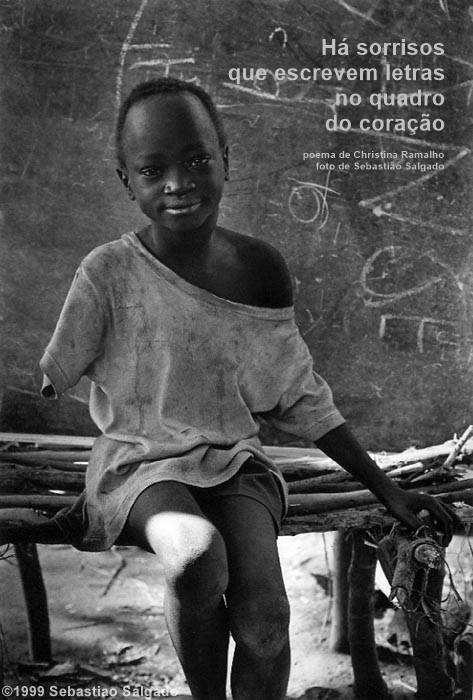 Há sorrisos
que escrevem letras
no quadro
do coração
poema de Christina Ramalho
foto de Sebastião Salgado
©1999 Sebastiao Salgado